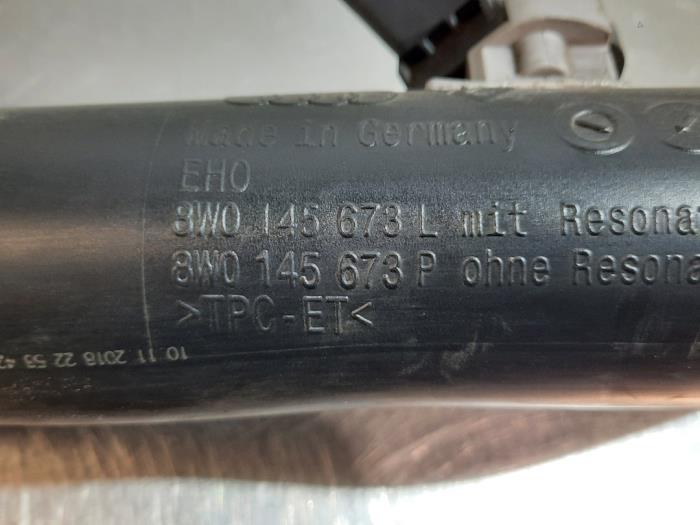 Made in Germany
EHO
8W0 145 673 L mit Resona
8W0 145 673 P ohne Resona
>TPC-ET<
10 11 2018 22 53